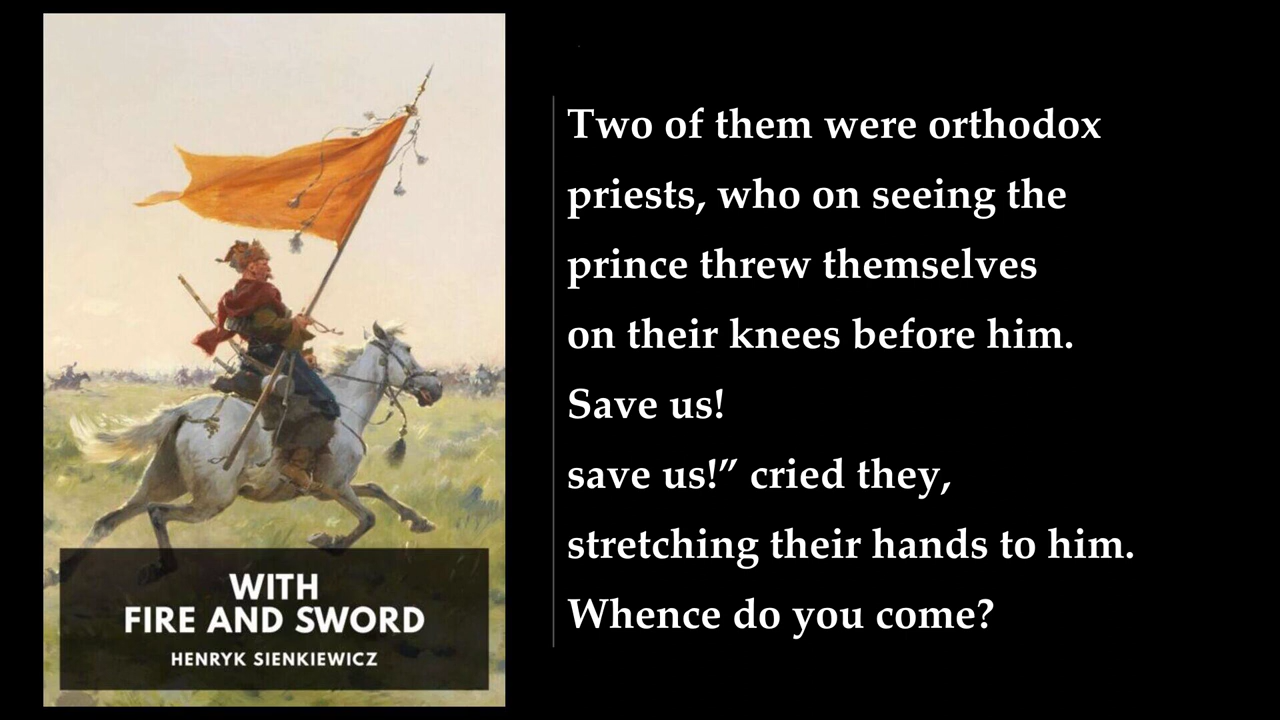 WITH
FIRE AND SWORD
HENRYK SIENKIEWICZ
Two of them were orthodox
priests, who on seeing the
prince threw themselves
on their knees before him.
Save us!
save us!” cried they,
stretching their hands to him.
Whence do you come?